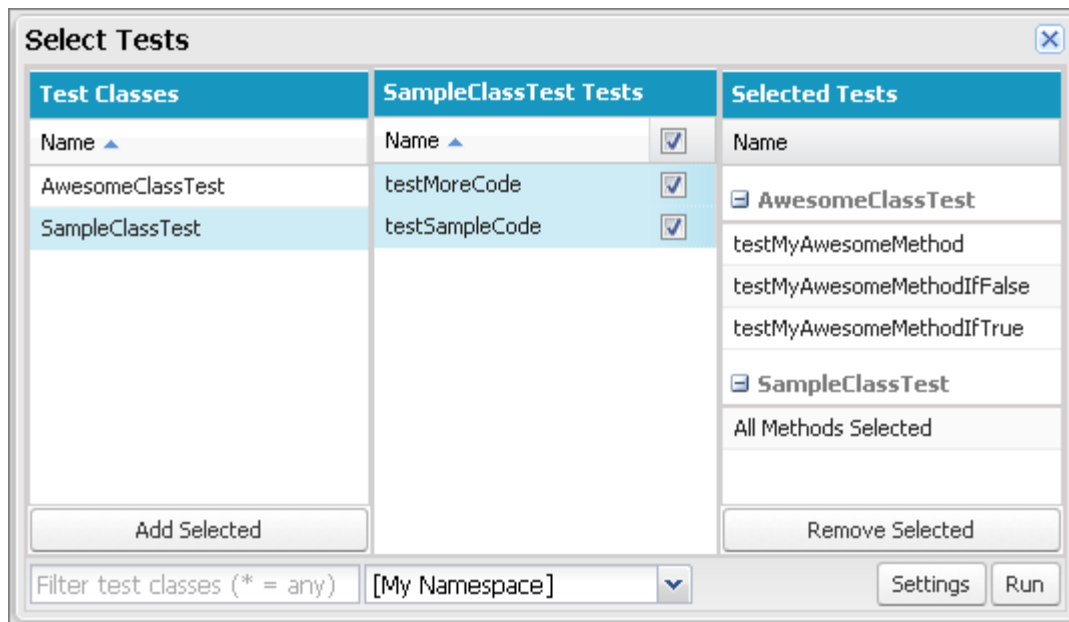 Select Tests
Test Classes
Name
AwesomeClassTest
SampleClassTest
Add Selected
SampleClassTest Tests
Name
testMoreCode
testSampleCode
Selected Tests
Name
AwesomeClassTest
testMyAwesomeMethod
testMyAwesomeMethodIfFalse
testMyAwesomeMethodIfTrue
SampleClassTest
All Methods Selected
Remove Selected
Filter test classes (* = any)
[My Namespace]
Settings
Run